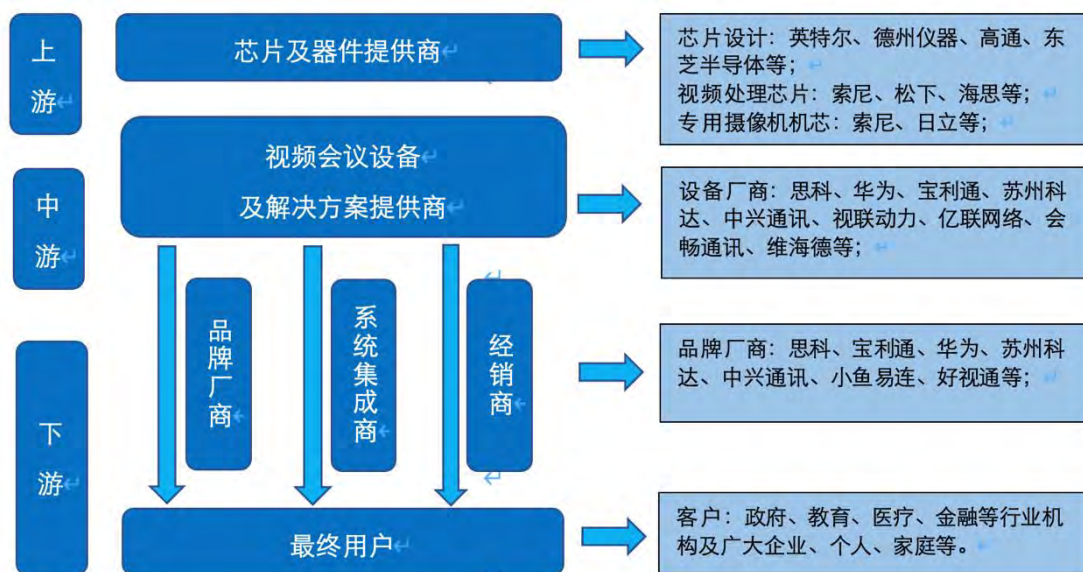 上
游
芯片及器件提供商
芯片设计：英特尔、德州仪器、高通、东
芝半导体等；
视频处理芯片：索尼、松下、海思等；
专用摄像机机芯：索尼、日立等；
中
游
视频会议设备
及解决方案提供商
设备厂商：思科、华为、宝利通、苏州科
达、中兴通讯、视联动力、亿联网络、会
畅通讯、维海德等；
下
游
品牌厂商
系统集成商
经销商
品牌厂商：思科、宝利通、华为、苏州科
达、中兴通讯、小鱼易连、好视通等；
最终用户
客户：政府、教育、医疗、金融等行业机
构及广大企业、个人、家庭等。